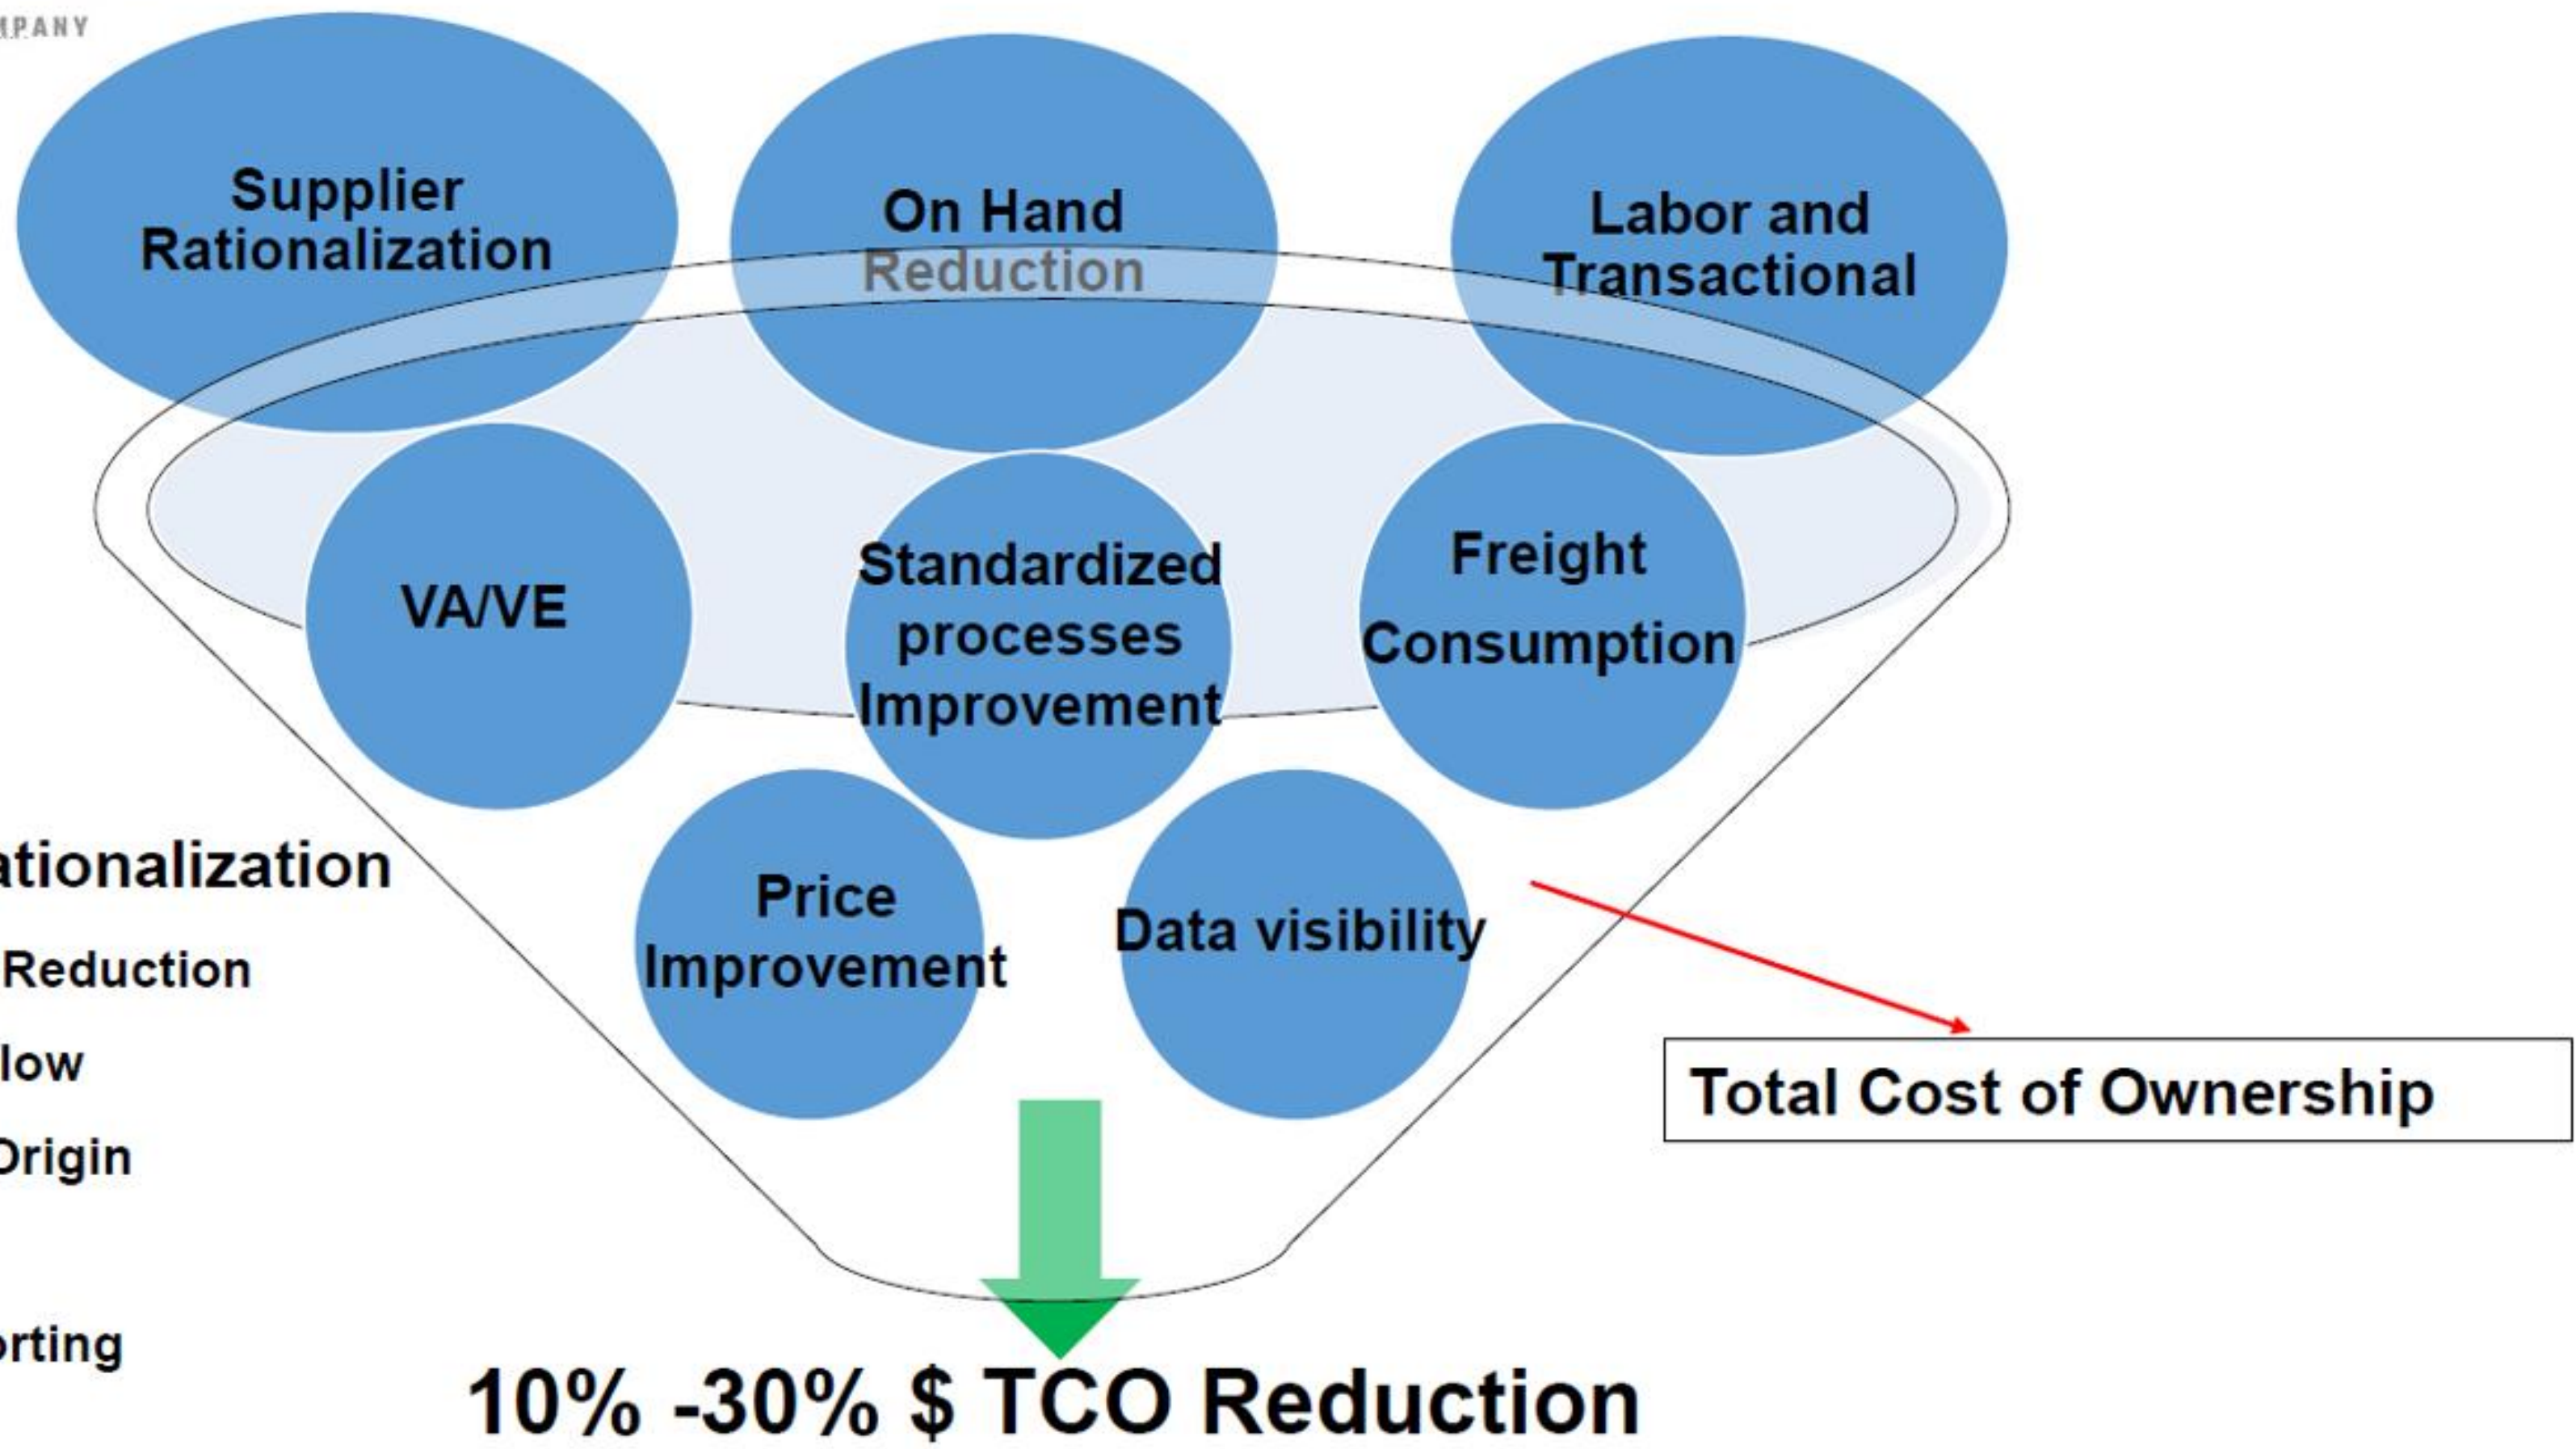 MPANY
Supplier
Rationalization
On Hand
Reduction
Labor and
Transactional
VA/VE
Standardized
processes
Improvement
Freight
Consumption
Price
Improvement
Data visibility
ationalization
Reduction
low
Origin
orting
Total Cost of Ownership
10% -30% $ TCO Reduction